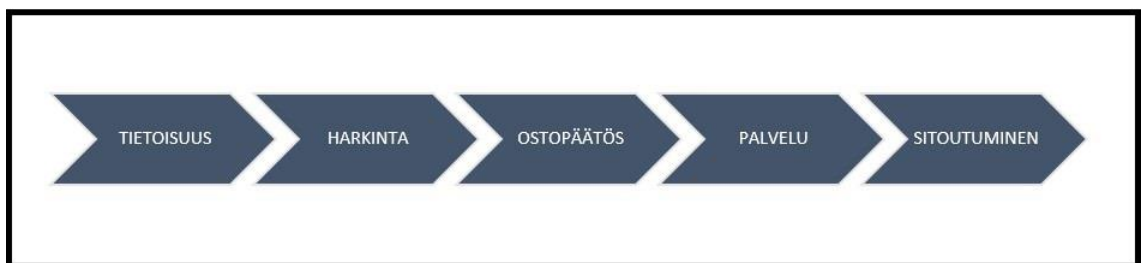 TIETOISUUS
HARKINTA
OSTOPÄÄTÖS
PALVELU
SITOUTUMINEN